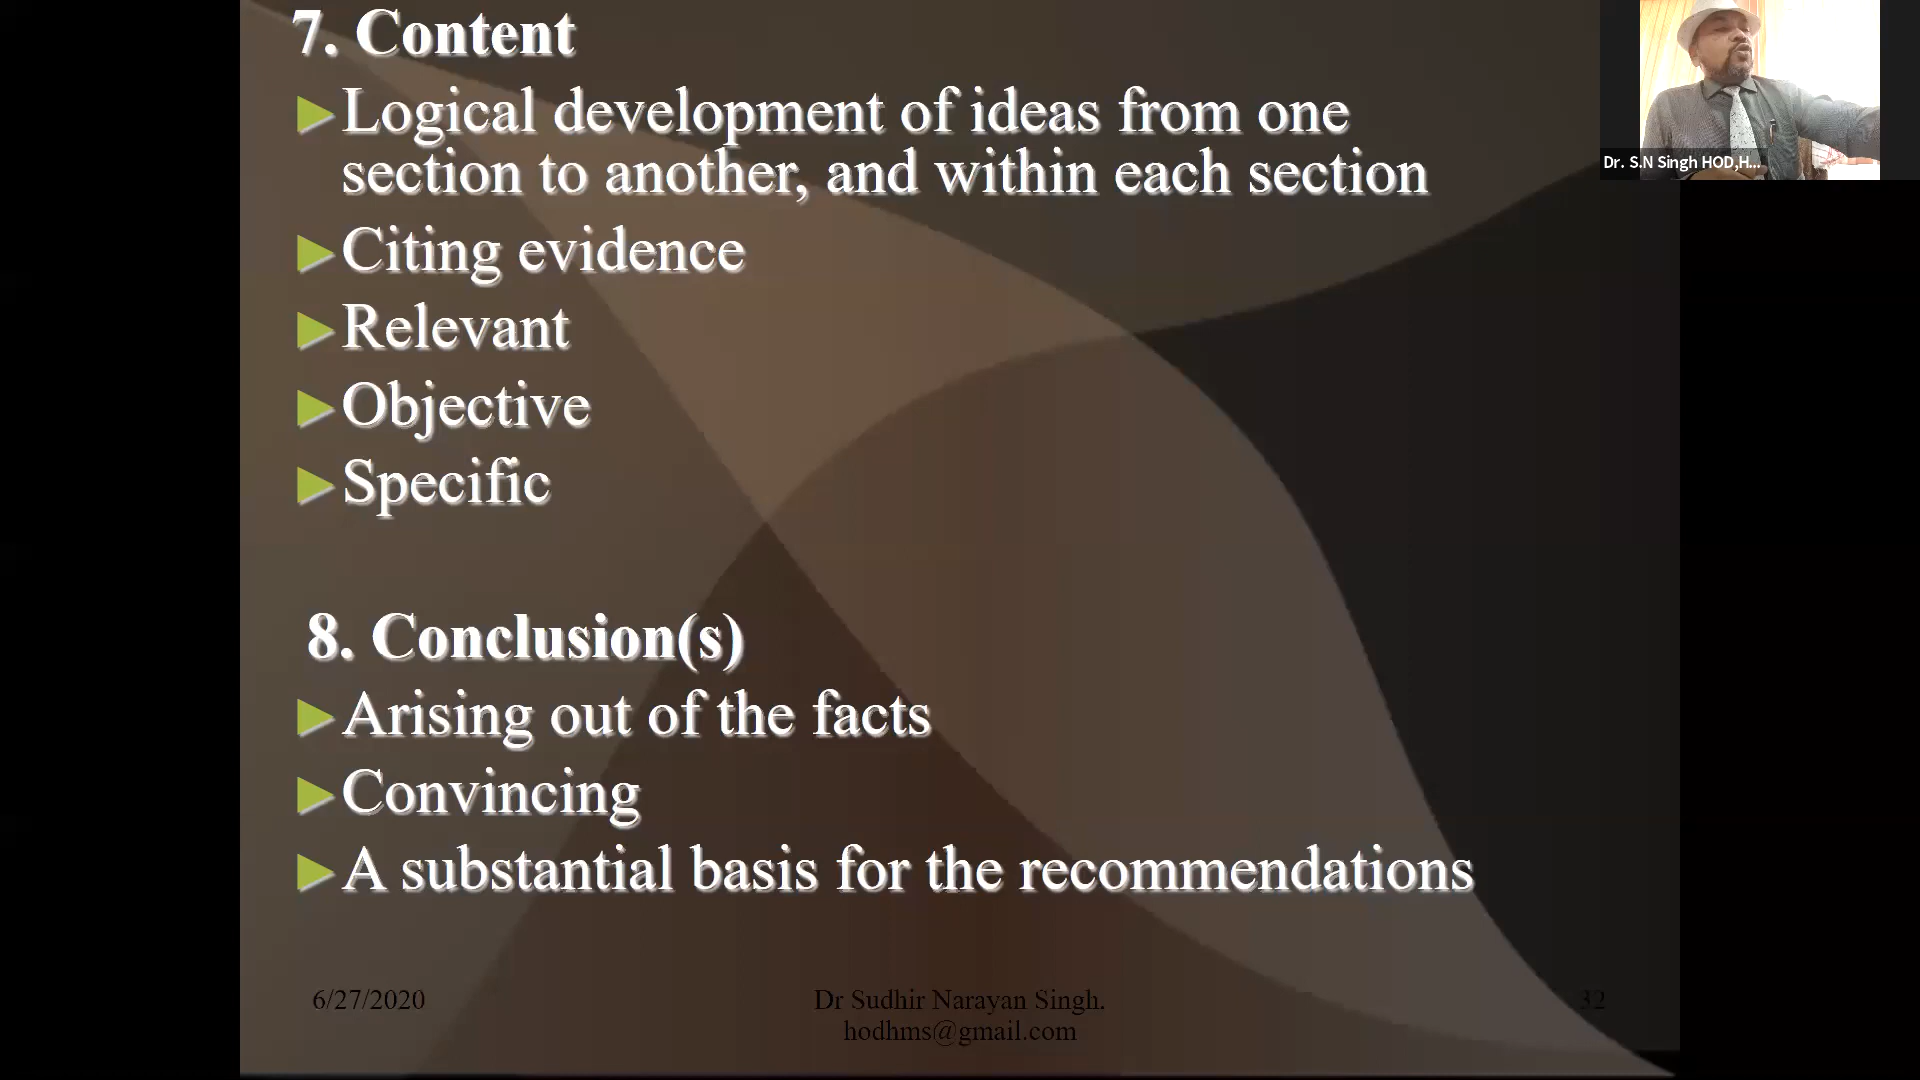 7. Content
►Logical development of ideas from one
section to another, and within each section
►Citing evidence
►Relevant
►Objective
►Specific
8. Conclusion(s)
►Arising out of the facts
►Convincing
►A substantial basis for the recommendations
6/27/2020
Dr Sudhir Narayan Singh.
hodhms@gmail.com
32
Dr. S.N Singh HOD,H...